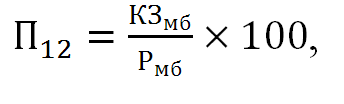 П₁₂ = КЗмб / Рмб × 100,